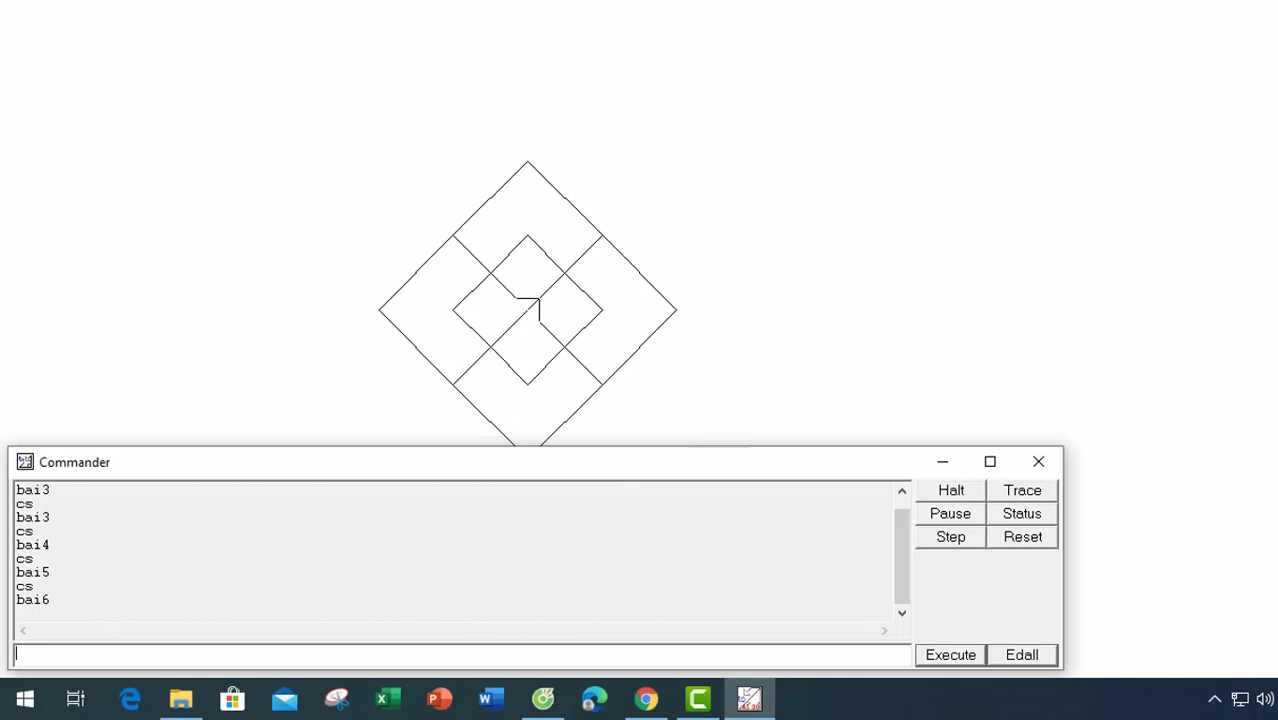 Commander
bai3
cs
bai3
cs
bai4
cs
bai5
cs
bai6
Halt
Trace
Pause
Status
Step
Reset
Execute
Edall